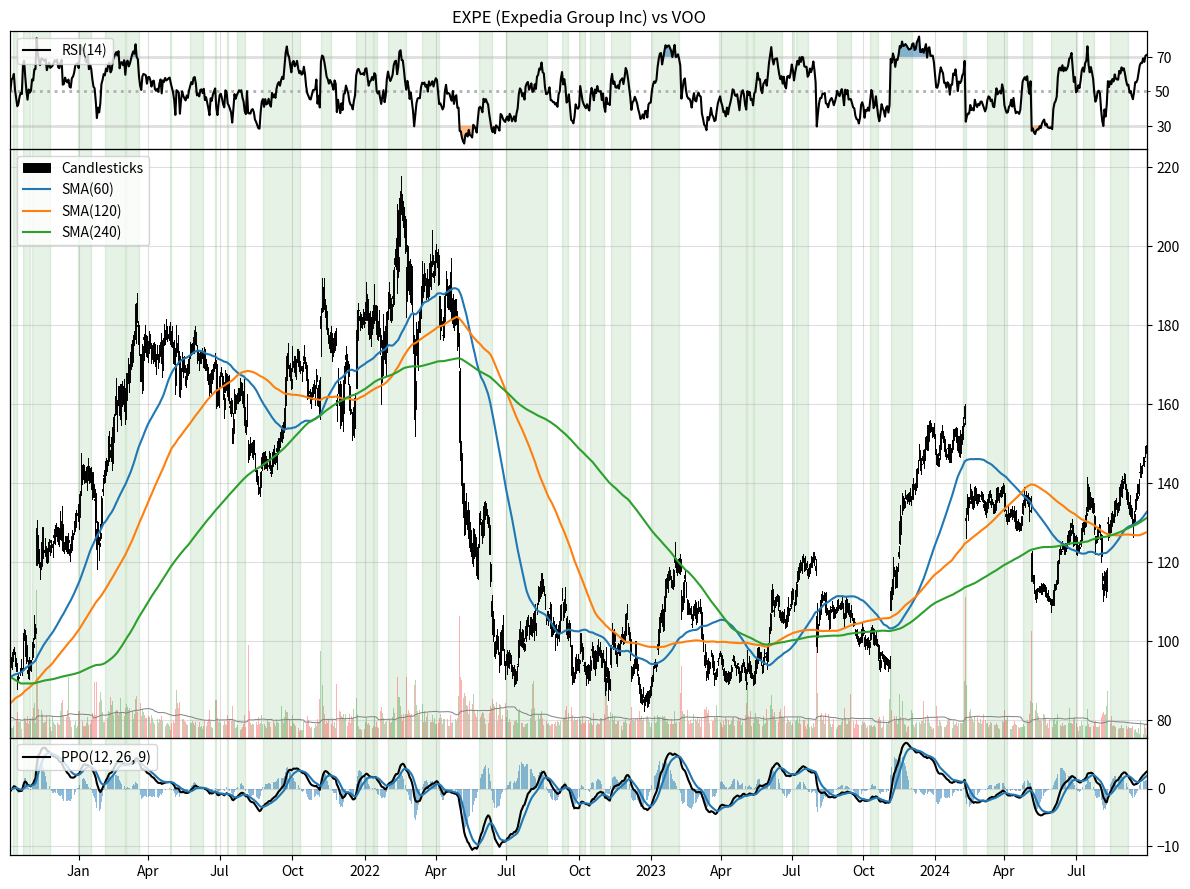 EXPE (Expedia Group Inc) vs VOO
RSI(14)
70
50
30
Candlesticks
SMA(60)
SMA(120)
SMA(240)
220
200
180
160
140
120
100
80
PPO(12, 26, 9)
0
−10
Jan Apr Jul Oct 2022 Apr Jul Oct 2023 Apr Jul Oct 2024 Apr Jul